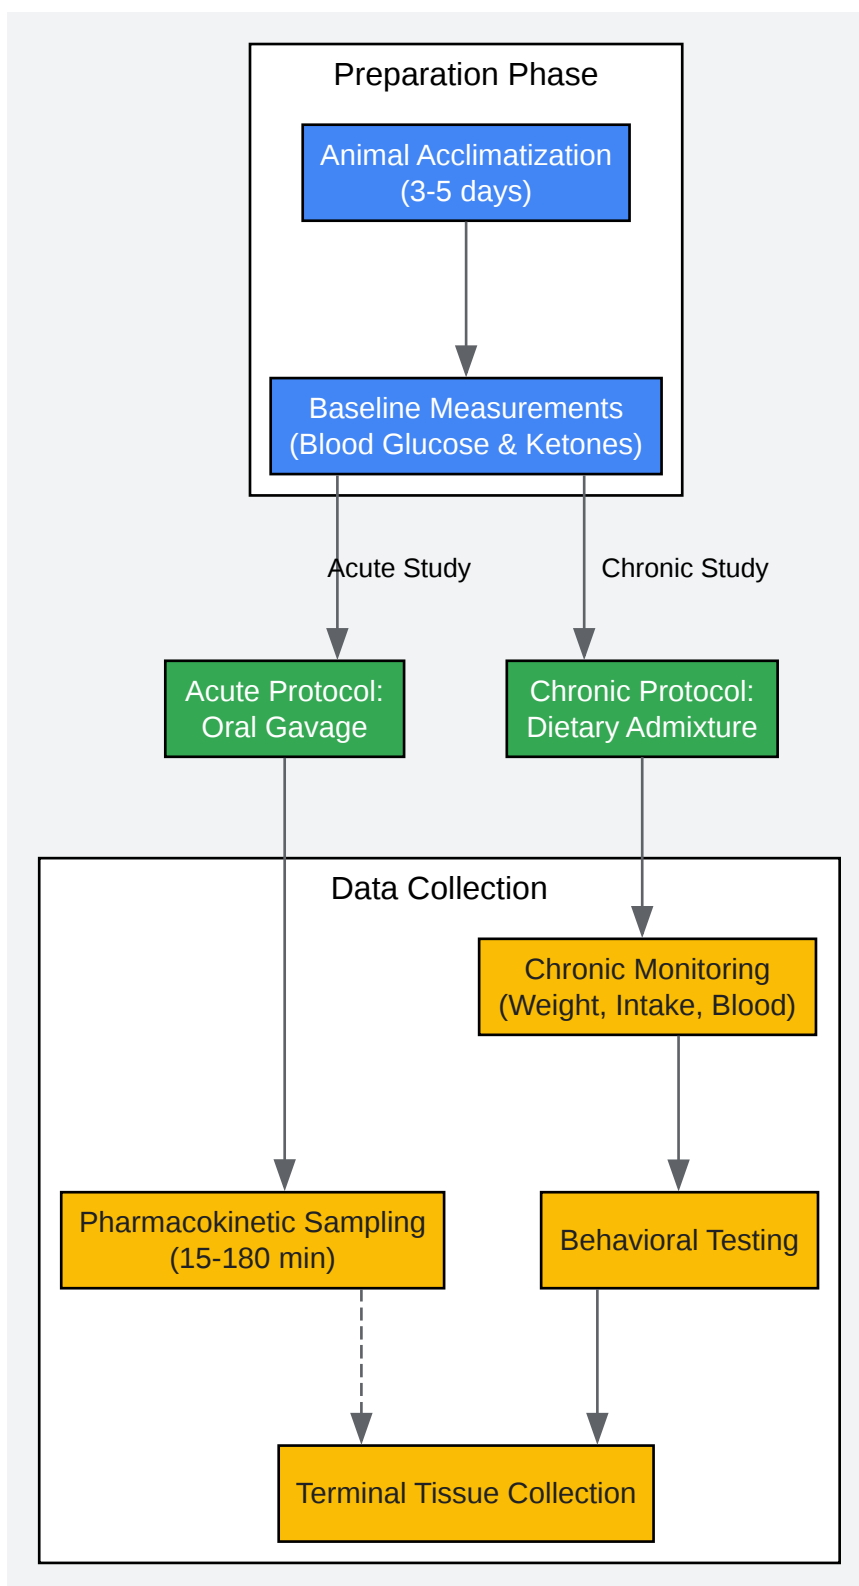 Preparation Phase
Animal Acclimatization
(3-5 days)
Baseline Measurements
(Blood Glucose & Ketones)
Acute Study
Chronic Study
Acute Protocol:
Oral Gavage
Chronic Protocol:
Dietary Admixture
Data Collection
Chronic Monitoring
(Weight, Intake, Blood)
Pharmacokinetic Sampling
(15-180 min)
Behavioral Testing
Terminal Tissue Collection